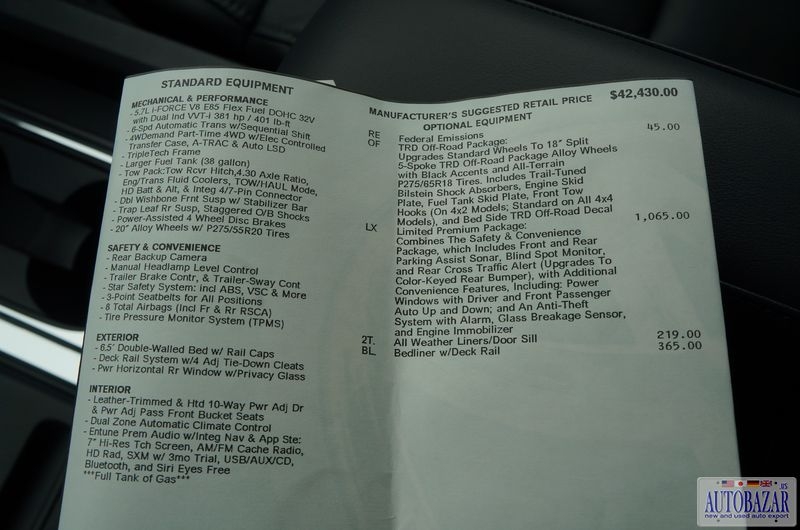 STANDARD EQUIPMENT
MECHANICAL & PERFORMANCE
- 5.7L i-FORCE V8 E85 Flex Fuel DOHC 32V
with Dual Ind VVT-i 381 hp / 401 lb-ft
- 6-Spd Automatic Trans w/Sequential Shift
- 4WDemand Part-Time 4WD w/Elec Controlled
Transfer Case, A-TRAC & Auto LSD
- TripleTech Frame
- Larger Fuel Tank (38 gallon)
- Tow Pack:Tow Rcvr Hitch,4.30 Axle Ratio,
Eng/Trans Fluid Coolers, TOW/HAUL Mode,
HD Batt & Alt, & Integ 4/7-Pin Connector
- Dbl Wishbone Frnt Susp w/ Stabilizer Bar
- Trap Leaf Rr Susp, Staggered O/B Shocks
- Power-Assisted 4 Wheel Disc Brakes
- 20" Alloy Wheels w/ P275/55R20 Tires
SAFETY & CONVENIENCE
- Rear Backup Camera
- Manual Headlamp Level Control
- Trailer Brake Contr, & Trailer-Sway Cont
- Star Safety System: incl ABS, VSC & More
- 3-Point Seatbelts for All Positions
- 8 Total Airbags (Incl Fr & Rr RSCA)
- Tire Pressure Monitor System (TPMS)
EXTERIOR
- 6.5' Double-Walled Bed w/ Rail Caps
- Deck Rail System w/4 Adj Tie-Down Cleats
- Pwr Horizontal Rr Window w/Privacy Glass
INTERIOR
- Leather-Trimmed & Htd 10-Way Pwr Adj Dr
& Pwr Adj Pass Front Bucket Seats
- Dual Zone Automatic Climate Control
- Entune Prem Audio w/Integ Nav & App Ste:
7" Hi-Res Tch Screen, AM/FM Cache Radio,
HD Rad, SXM w/ 3mo Trial, USB/AUX/CD,
Bluetooth, and Siri Eyes Free
***Full Tank of Gas***
MANUFACTURER'S SUGGESTED RETAIL PRICE $42,430.00
OPTIONAL EQUIPMENT
RE Federal Emissions 45.00
OF TRD Off-Road Package:
Upgrades Standard Wheels To 18" Split
5-Spoke TRD Off-Road Package Alloy Wheels
with Black Accents and All-Terrain
P275/65R18 Tires. Includes Trail-Tuned
Bilstein Shock Absorbers, Engine Skid
Plate, Fuel Tank Skid Plate, Front Tow
Hooks (On 4x2 Models; Standard on All 4x4
Models), and Bed Side TRD Off-Road Decal
LX Limited Premium Package: 1,065.00
Combines The Safety & Convenience
Package, which Includes Front and Rear
Parking Assist Sonar, Blind Spot Monitor,
and Rear Cross Traffic Alert (Upgrades To
Color-Keyed Rear Bumper), with Additional
Convenience Features, Including: Power
Windows with Driver and Front Passenger
Auto Up and Down; and An Anti-Theft
System with Alarm, Glass Breakage Sensor,
and Engine Immobilizer
2T. All Weather Liners/Door Sill 219.00
BL. Bedliner w/Deck Rail 365.00
AUTOBAZAR.us
new and used auto export